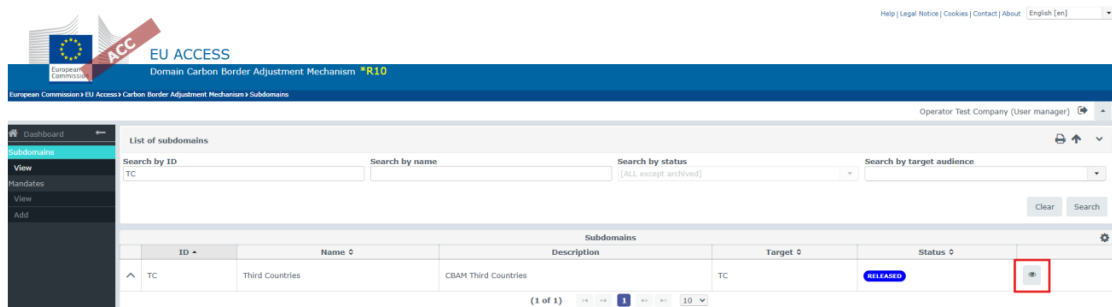 Help | Legal Notice | Cookies | Contact | About English [en]
ACC
European
Commission
EU ACCESS
Domain Carbon Border Adjustment Mechanism *R10
European Commission > EU Access > Carbon Border Adjustment Mechanism > Subdomains
Operator Test Company (User manager)
Dashboard
List of subdomains
Subdomains
View
Mandates
View
Add
Search by ID Search by name Search by status Search by target audience
TC [ALL except archived]
Clear Search
Subdomains
ID Name Description Target Status
TC Third Countries CBAM Third Countries TC RELEASED
(1 of 1) 1 10